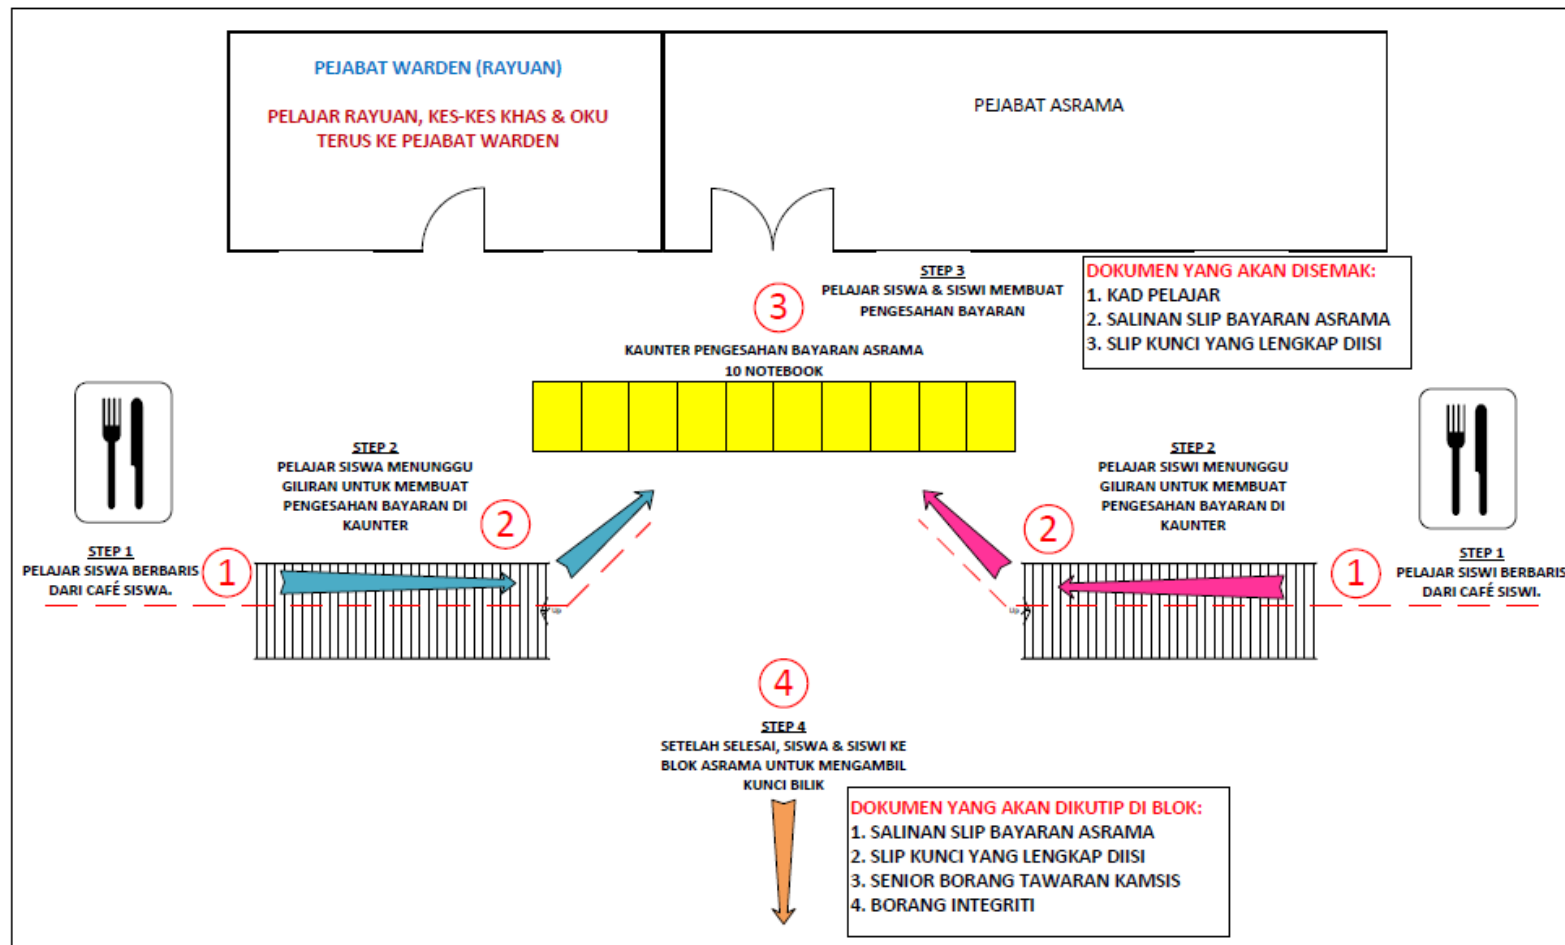 PEJABAT WARDEN (RAYUAN)
PELAJAR RAYUAN, KES-KES KHAS & OKU
TERUS KE PEJABAT WARDEN
PEJABAT ASRAMA
STEP 3
PELAJAR SISWA & SISWI MEMBUAT
PENGESAHAN BAYARAN
3
DOKUMEN YANG AKAN DISEMAK:
1. KAD PELAJAR
2. SALINAN SLIP BAYARAN ASRAMA
3. SLIP KUNCI YANG LENGKAP DIISI
KAUNTER PENGESAHAN BAYARAN ASRAMA
10 NOTEBOOK
STEP 2
PELAJAR SISWA MENUNGGU
GILIRAN UNTUK MEMBUAT
PENGESAHAN BAYARAN DI
KAUNTER
2
STEP 2
PELAJAR SISWI MENUNGGU
GILIRAN UNTUK MEMBUAT
PENGESAHAN BAYARAN DI
KAUNTER
2
STEP 1
PELAJAR SISWA BERBARIS
DARI CAFÉ SISWA.
1
STEP 1
PELAJAR SISWI BERBARIS
DARI CAFÉ SISWI.
1
Up
Up
4
STEP 4
SETELAH SELESAI, SISWA & SISWI KE
BLOK ASRAMA UNTUK MENGAMBIL
KUNCI BILIK
DOKUMEN YANG AKAN DIKUTIP DI BLOK:
1. SALINAN SLIP BAYARAN ASRAMA
2. SLIP KUNCI YANG LENGKAP DIISI
3. SENIOR BORANG TAWARAN KAMSIS
4. BORANG INTEGRITI